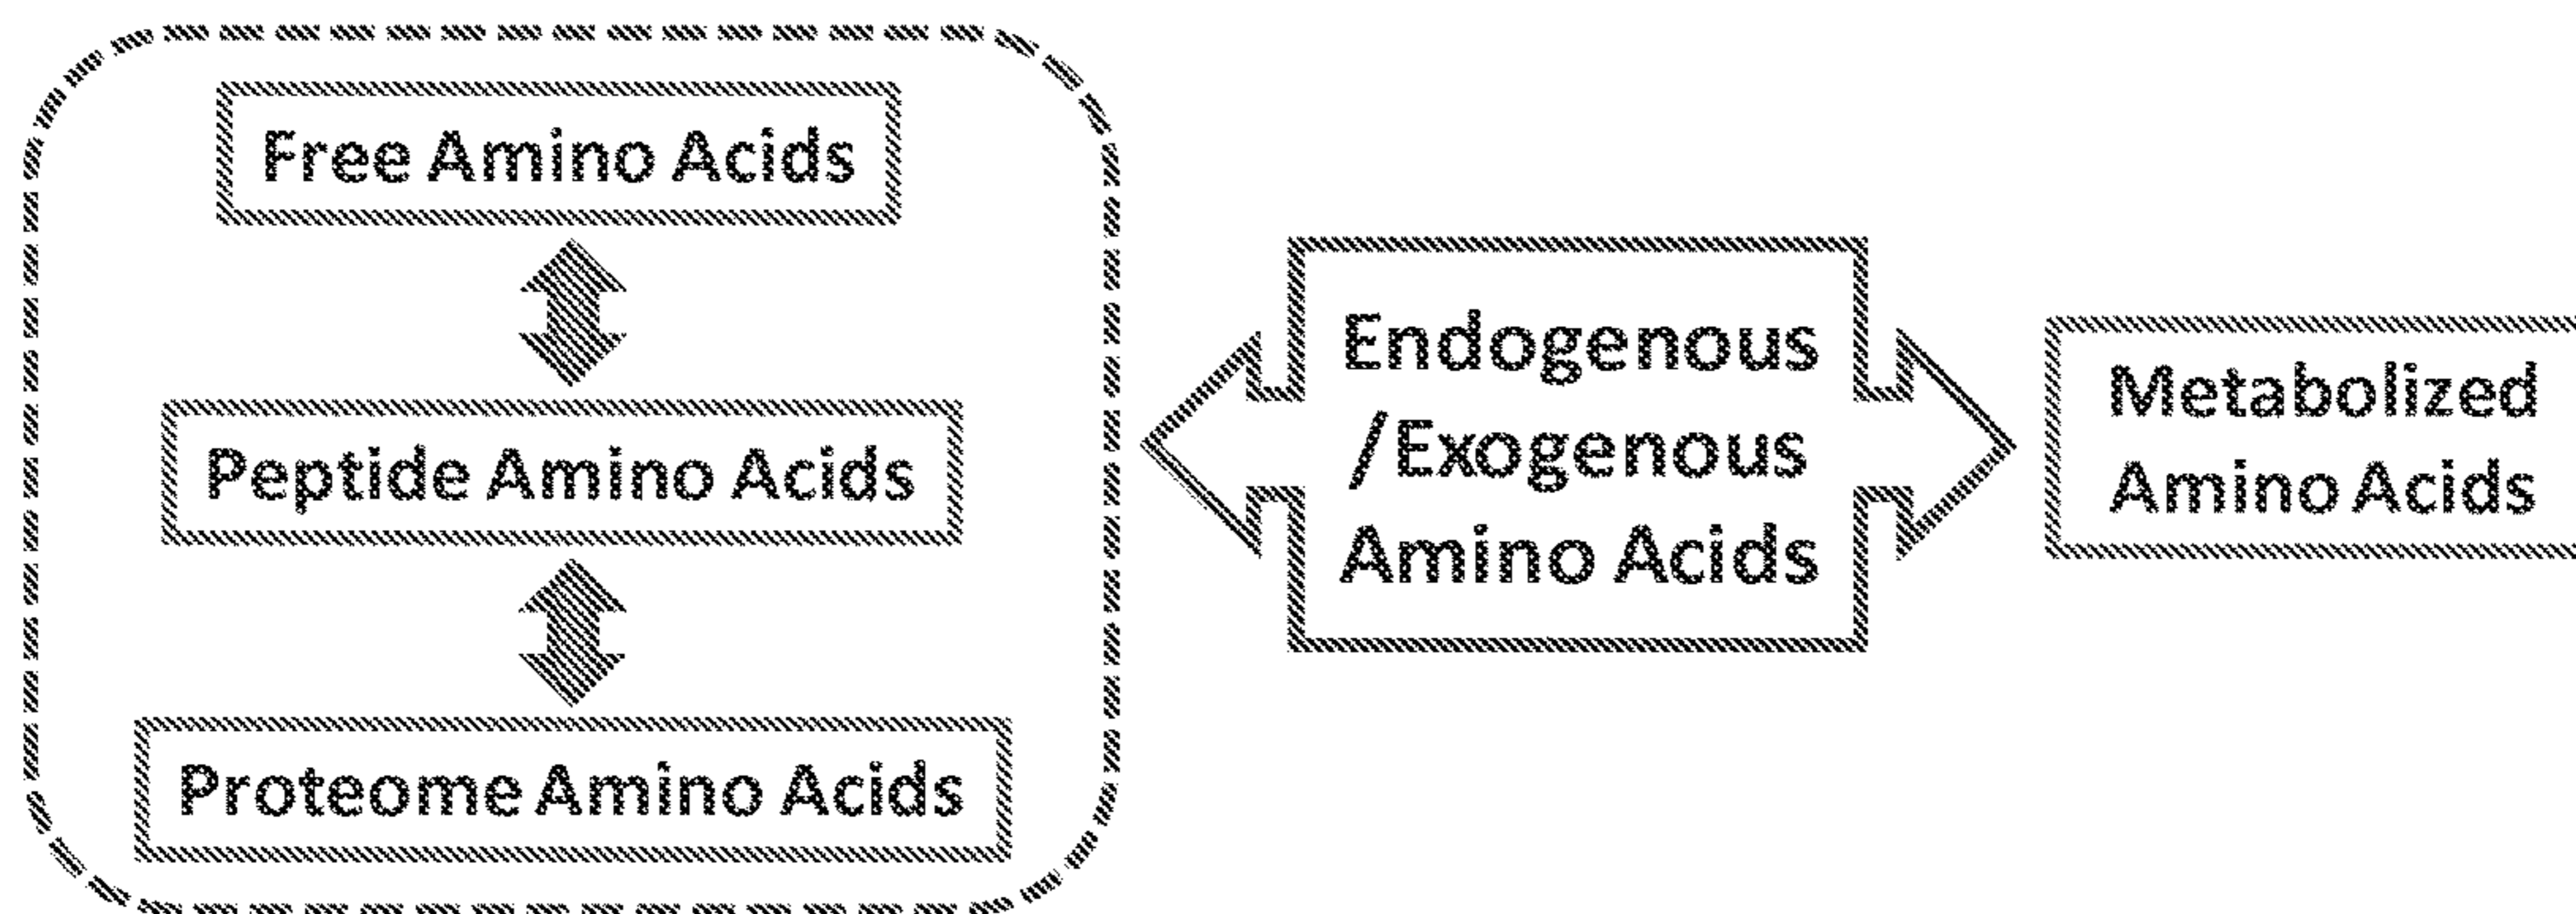 Free Amino Acids
Peptide Amino Acids
Proteome Amino Acids
Endogenous
/Exogenous
Amino Acids
Metabolized
Amino Acids